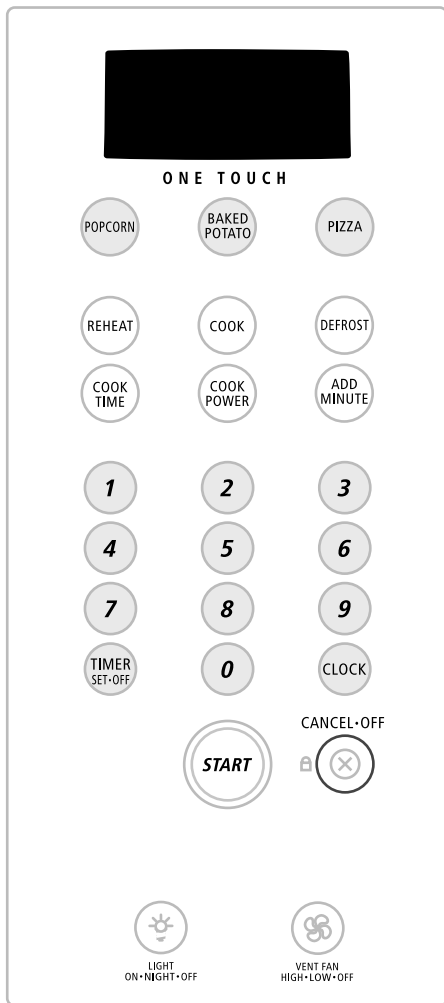 ONE TOUCH
POPCORN
BAKED
POTATO
PIZZA
REHEAT
COOK
DEFROST
COOK
TIME
COOK
POWER
ADD
MINUTE
1
2
3
4
5
6
7
8
9
TIMER
SET•OFF
0
CLOCK
CANCEL•OFF
START
LIGHT
ON•NIGHT•OFF
VENT FAN
HIGH•LOW•OFF